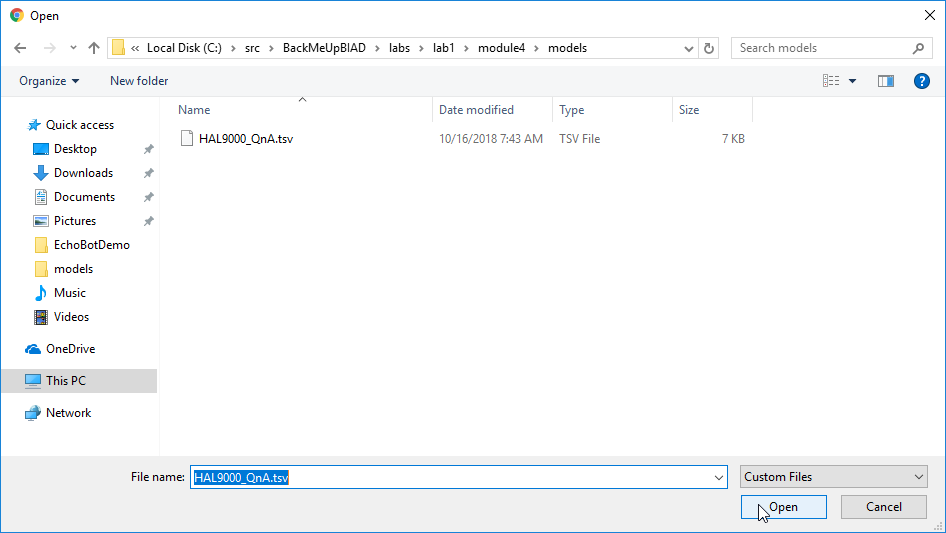 Open
« Local Disk (C:) > src > BackMeUpBIAD > labs > lab1 > module4 > models
Search models
Organize
New folder
?
Name
Date modified
Type
Size
HAL9000_QnA.tsv
10/16/2018 7:43 AM
TSV File
7 KB
Quick access
Desktop
Downloads
Documents
Pictures
EchoBotDemo
models
Music
Videos
OneDrive
This PC
Network
File name:
HAL9000_QnA.tsv
Custom Files
Open
Cancel